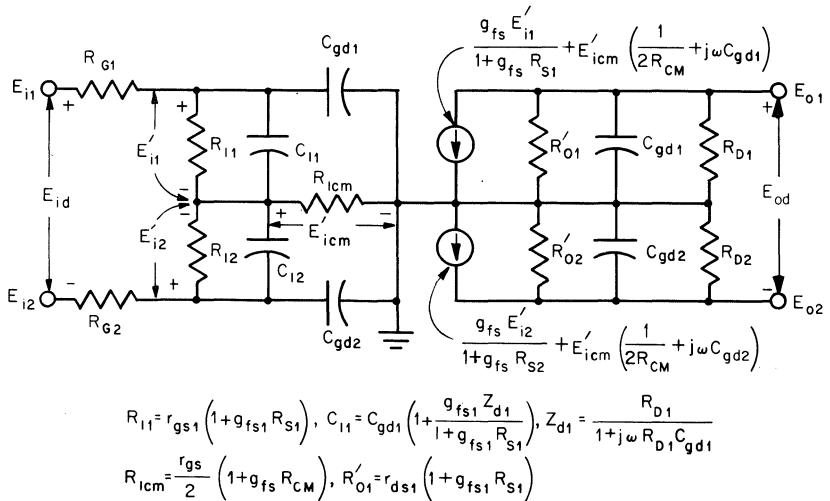 g_fs E'_i1 / (1 + g_fs R_S1) + E'_icm (1 / (2R_CM) + jωC_gd1)
C_gd1
R_G1
E_i1
+
E'_i1
+
R_I1
C_I1
R_Icm
E_id
−
−
+
−
E'_i2
E'_icm
R_I2
C_I2
−
+
E_i2
R_G2
C_gd2
R'_O1
C_gd1
R_D1
E_o1
+
E_od
R'_O2
C_gd2
R_D2
−
E_o2
g_fs E'_i2 / (1 + g_fs R_S2) + E'_icm (1 / (2R_CM) + jωC_gd2)
R_I1 = r_gs1 (1 + g_fs1 R_S1), C_I1 = C_gd1 (1 + g_fs1 Z_d1 / (1 + g_fs1 R_S1)), Z_d1 = R_D1 / (1 + jω R_D1 C_gd1)
R_Icm = r_gs / 2 (1 + g_fs R_CM), R'_O1 = r_ds1 (1 + g_fs1 R_S1)